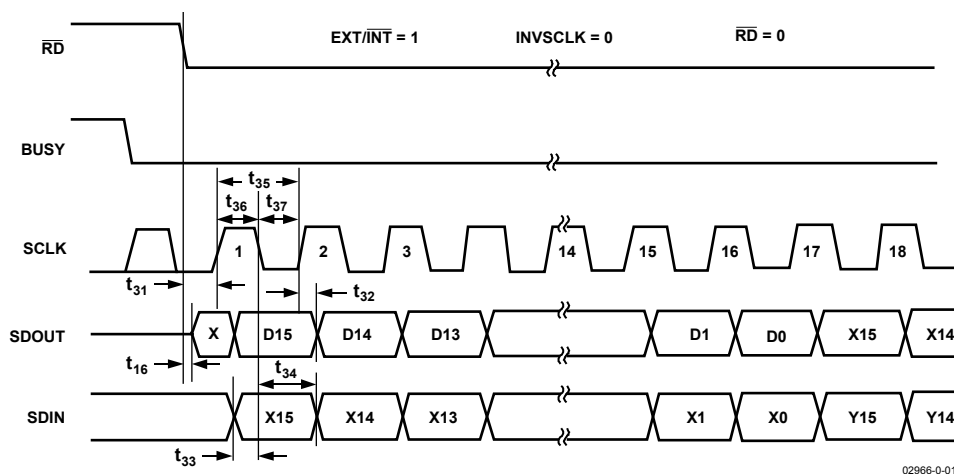 RD EXT/INT = 1 INVSCLK = 0 RD = 0
BUSY
t35
t36 t37
SCLK 1 2 3 14 15 16 17 18
t31 t32
SDOUT X D15 D14 D13 D1 D0 X15 X14
t16 t34
SDIN X15 X14 X13 X1 X0 Y15 Y14
t33
02966-0-01